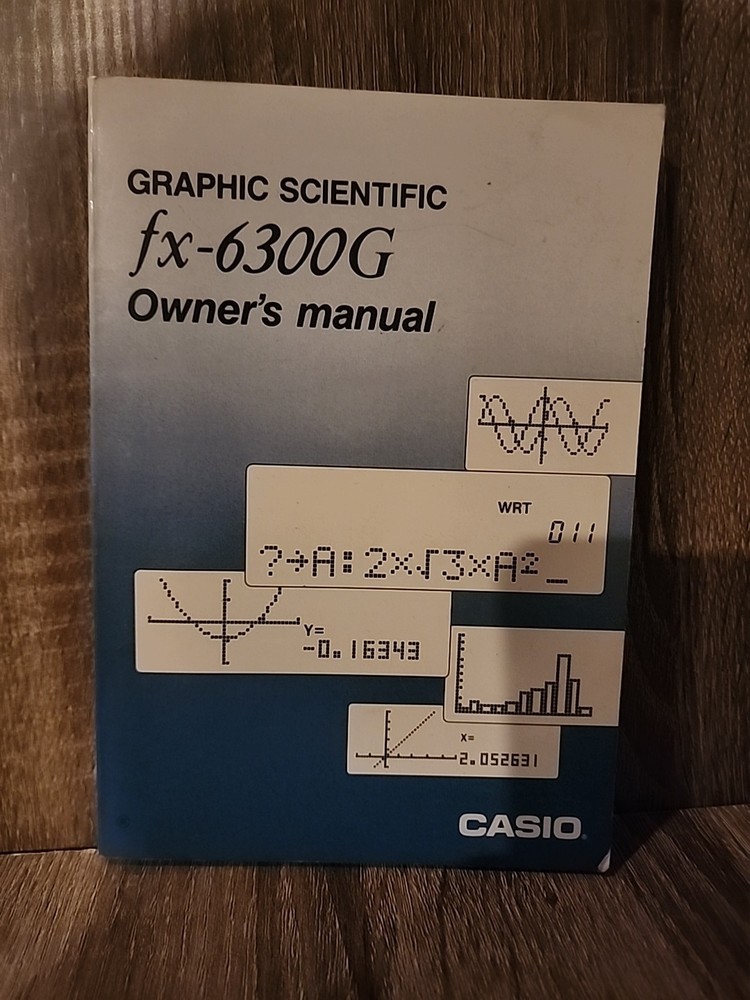 GRAPHIC SCIENTIFIC
fx-6300G
Owner's manual
WRT
011
?→A:2×√3×A²_
Y=
-0.16343
X=
2.052631
CASIO